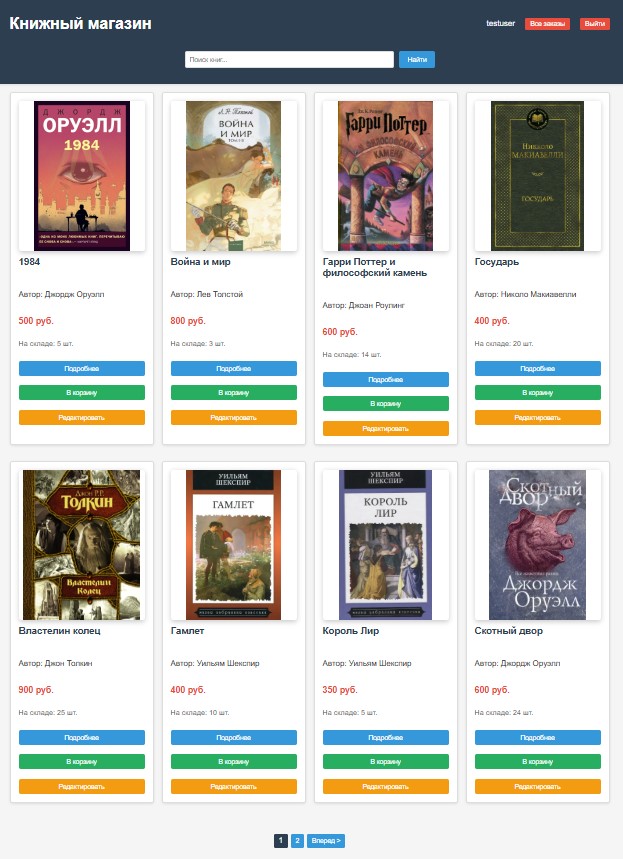 Книжный магазин
testuser
Все заказы
Выйти
Поиск книг...
Найти
ДЖОРДЖ
ОРУЭЛЛ
1984
Л.Н. Толстой
ВОЙНА
И МИР
Гарри Поттер
ФИЛОСОФСКИЙ
КАМЕНЬ
Никколо
МАКИАВЕЛЛИ
ГОСУДАРЬ
1984
Автор: Джордж Оруэлл
500 руб.
На складе: 5 шт.
Подробнее
В корзину
Редактировать
Война и мир
Автор: Лев Толстой
800 руб.
На складе: 3 шт.
Подробнее
В корзину
Редактировать
Гарри Поттер и
философский камень
Автор: Джоан Роулинг
600 руб.
На складе: 14 шт.
Подробнее
В корзину
Редактировать
Государь
Автор: Николо Макиавелли
400 руб.
На складе: 20 шт.
Подробнее
В корзину
Редактировать
Джон Р.Р.
Толкин
Властелин
Колец
УИЛЬЯМ
ШЕКСПИР
ГАМЛЕТ
УИЛЬЯМ
ШЕКСПИР
КОРОЛЬ
ЛИР
Скотный
Двор
Джордж
Оруэлл
Властелин колец
Автор: Джон Толкин
900 руб.
На складе: 25 шт.
Подробнее
В корзину
Редактировать
Гамлет
Автор: Уильям Шекспир
400 руб.
На складе: 10 шт.
Подробнее
В корзину
Редактировать
Король Лир
Автор: Уильям Шекспир
350 руб.
На складе: 5 шт.
Подробнее
В корзину
Редактировать
Скотный двор
Автор: Джордж Оруэлл
600 руб.
На складе: 24 шт.
Подробнее
В корзину
Редактировать
1
2
Вперед >